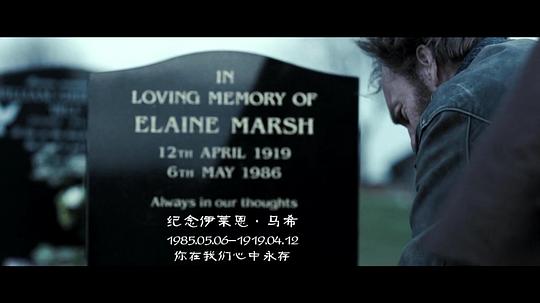 IN
LOVING MEMORY OF
ELAINE MARSH
12TH APRIL 1919
6TH MAY 1986
Always in our thoughts
纪念伊莱恩·马希
1985.05.06–1919.04.12
你在我们心中永存